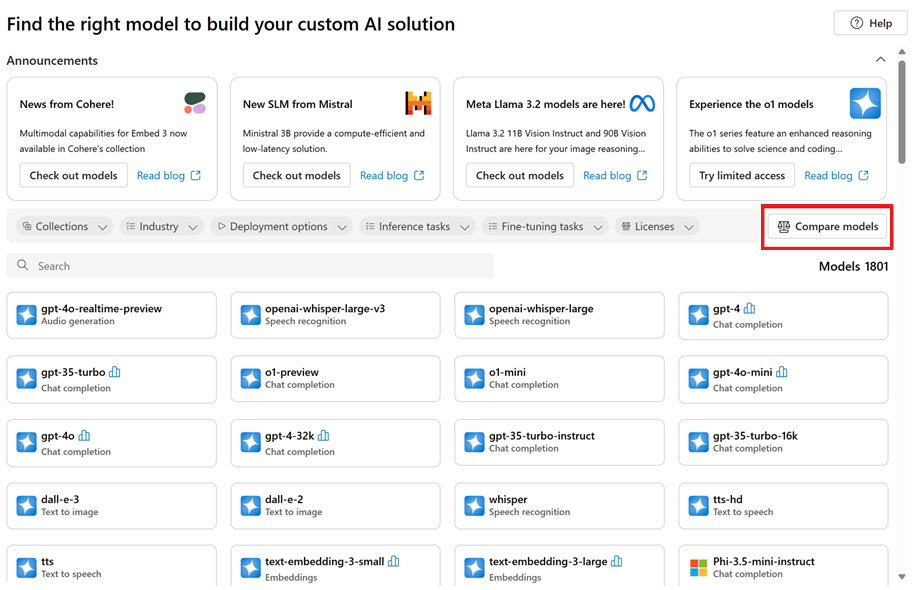 Find the right model to build your custom AI solution
Help
Announcements
News from Cohere!
Multimodal capabilities for Embed 3 now
available in Cohere's collection
Check out models
Read blog
New SLM from Mistral
Ministral 3B provide a compute-efficient and
low-latency solution.
Check out models
Read blog
Meta Llama 3.2 models are here!
Llama 3.2 11B Vision Instruct and 90B Vision
Instruct are here for your image reasoning...
Check out models
Read blog
Experience the o1 models
The o1 series feature an enhanced reasoning
abilities to solve science and coding...
Try limited access
Read blog
Collections
Industry
Deployment options
Inference tasks
Fine-tuning tasks
Licenses
Compare models
Search
Models 1801
gpt-4o-realtime-preview
Audio generation
openai-whisper-large-v3
Speech recognition
openai-whisper-large
Speech recognition
gpt-4
Chat completion
gpt-35-turbo
Chat completion
o1-preview
Chat completion
o1-mini
Chat completion
gpt-4o-mini
Chat completion
gpt-4o
Chat completion
gpt-4-32k
Chat completion
gpt-35-turbo-instruct
Chat completion
gpt-35-turbo-16k
Chat completion
dall-e-3
Text to image
dall-e-2
Text to image
whisper
Speech recognition
tts-hd
Text to speech
tts
Text to speech
text-embedding-3-small
Embeddings
text-embedding-3-large
Embeddings
Phi-3.5-mini-instruct
Chat completion